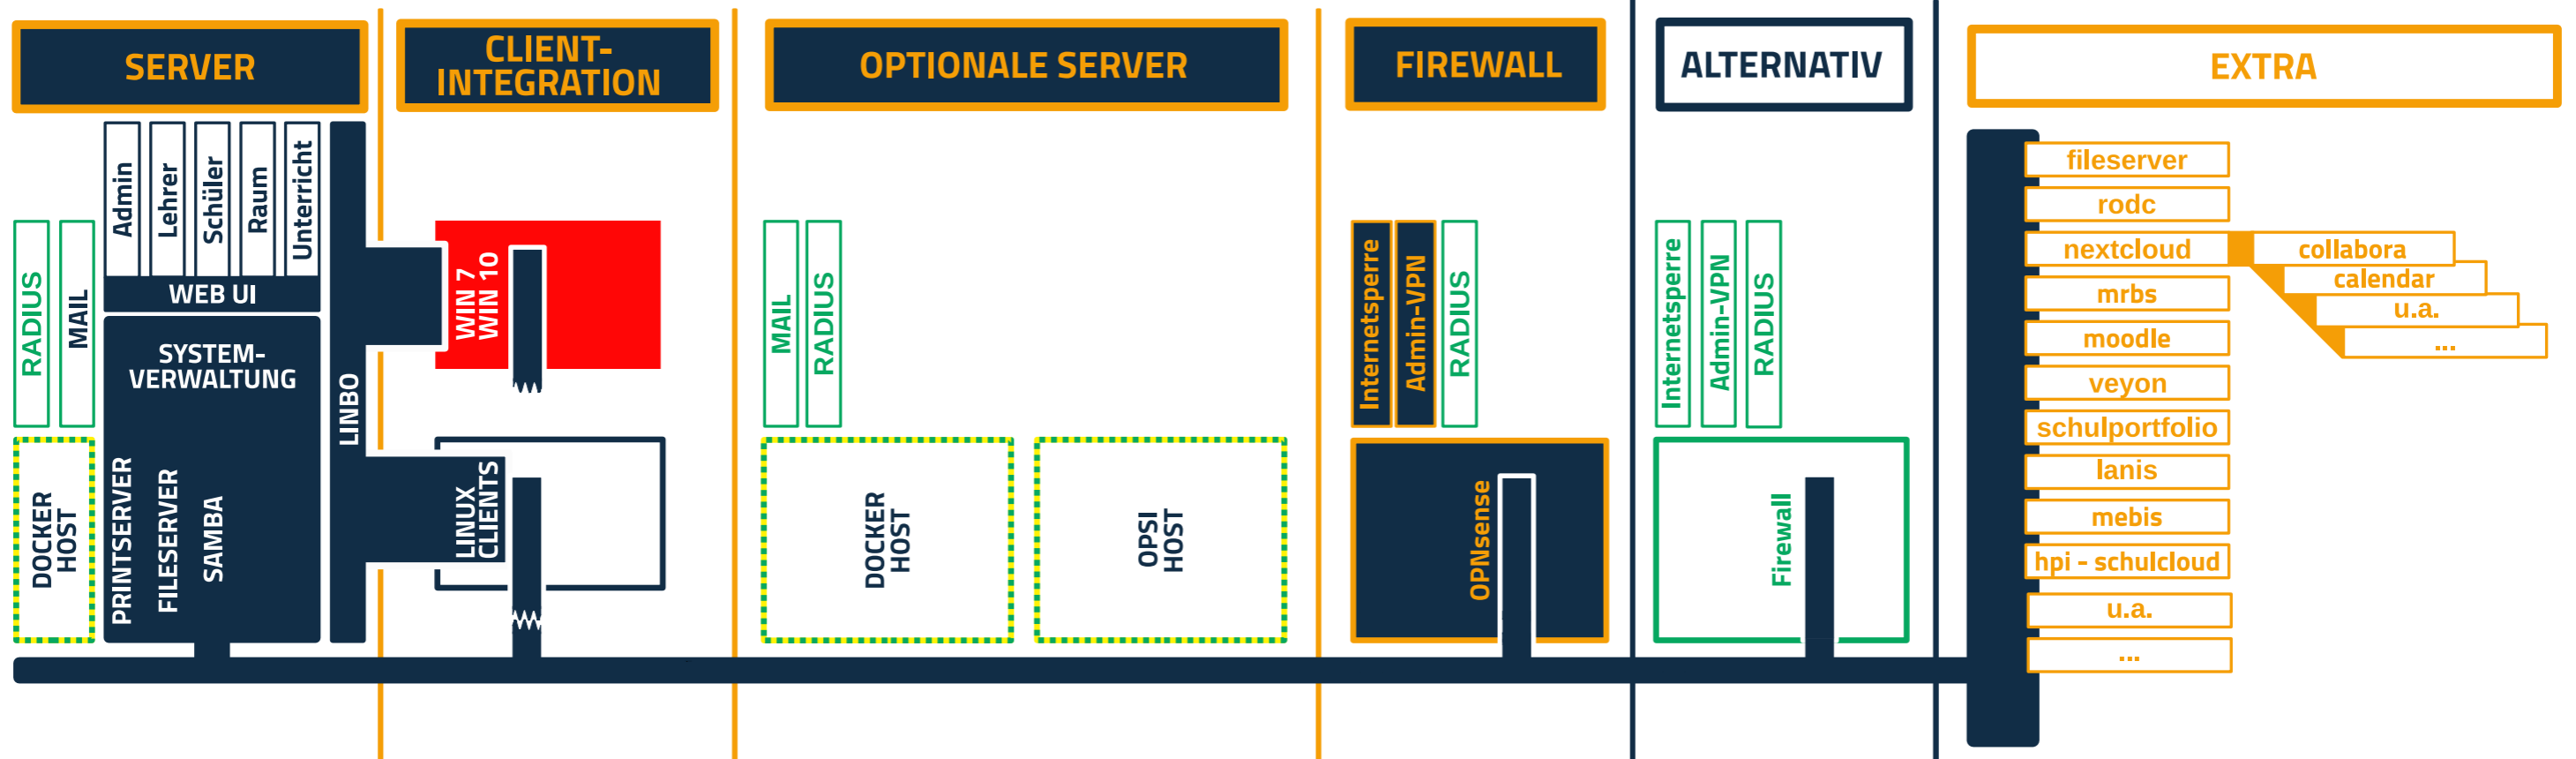 SERVER
CLIENT-
INTEGRATION
OPTIONALE SERVER
FIREWALL
ALTERNATIV
EXTRA
RADIUS
MAIL
DOCKER
HOST
Admin
Lehrer
Schüler
Raum
Unterricht
WEB UI
SYSTEM-
VERWALTUNG
PRINTSERVER
FILESERVER
SAMBA
LINBO
WIN 7
WIN 10
LINUX
CLIENTS
MAIL
RADIUS
DOCKER
HOST
OPSI
HOST
Internetsperre
Admin-VPN
RADIUS
OPNsense
Internetsperre
Admin-VPN
RADIUS
Firewall
fileserver
rodc
nextcloud
collabora
calendar
u.a.
...
mrbs
moodle
veyon
schulportfolio
lanis
mebis
hpi - schulcloud
u.a.
...